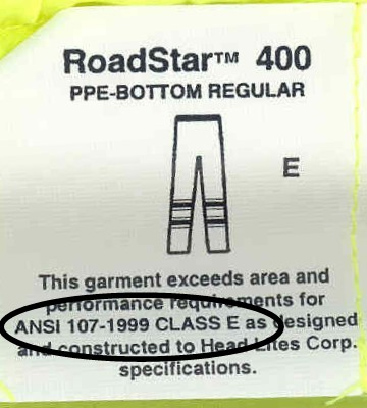 RoadStar™ 400
PPE-BOTTOM REGULAR
E
This garment exceeds area and
performance requirements for
ANSI 107-1999 CLASS E as designed
and constructed to Head Lites Corp.
specifications.